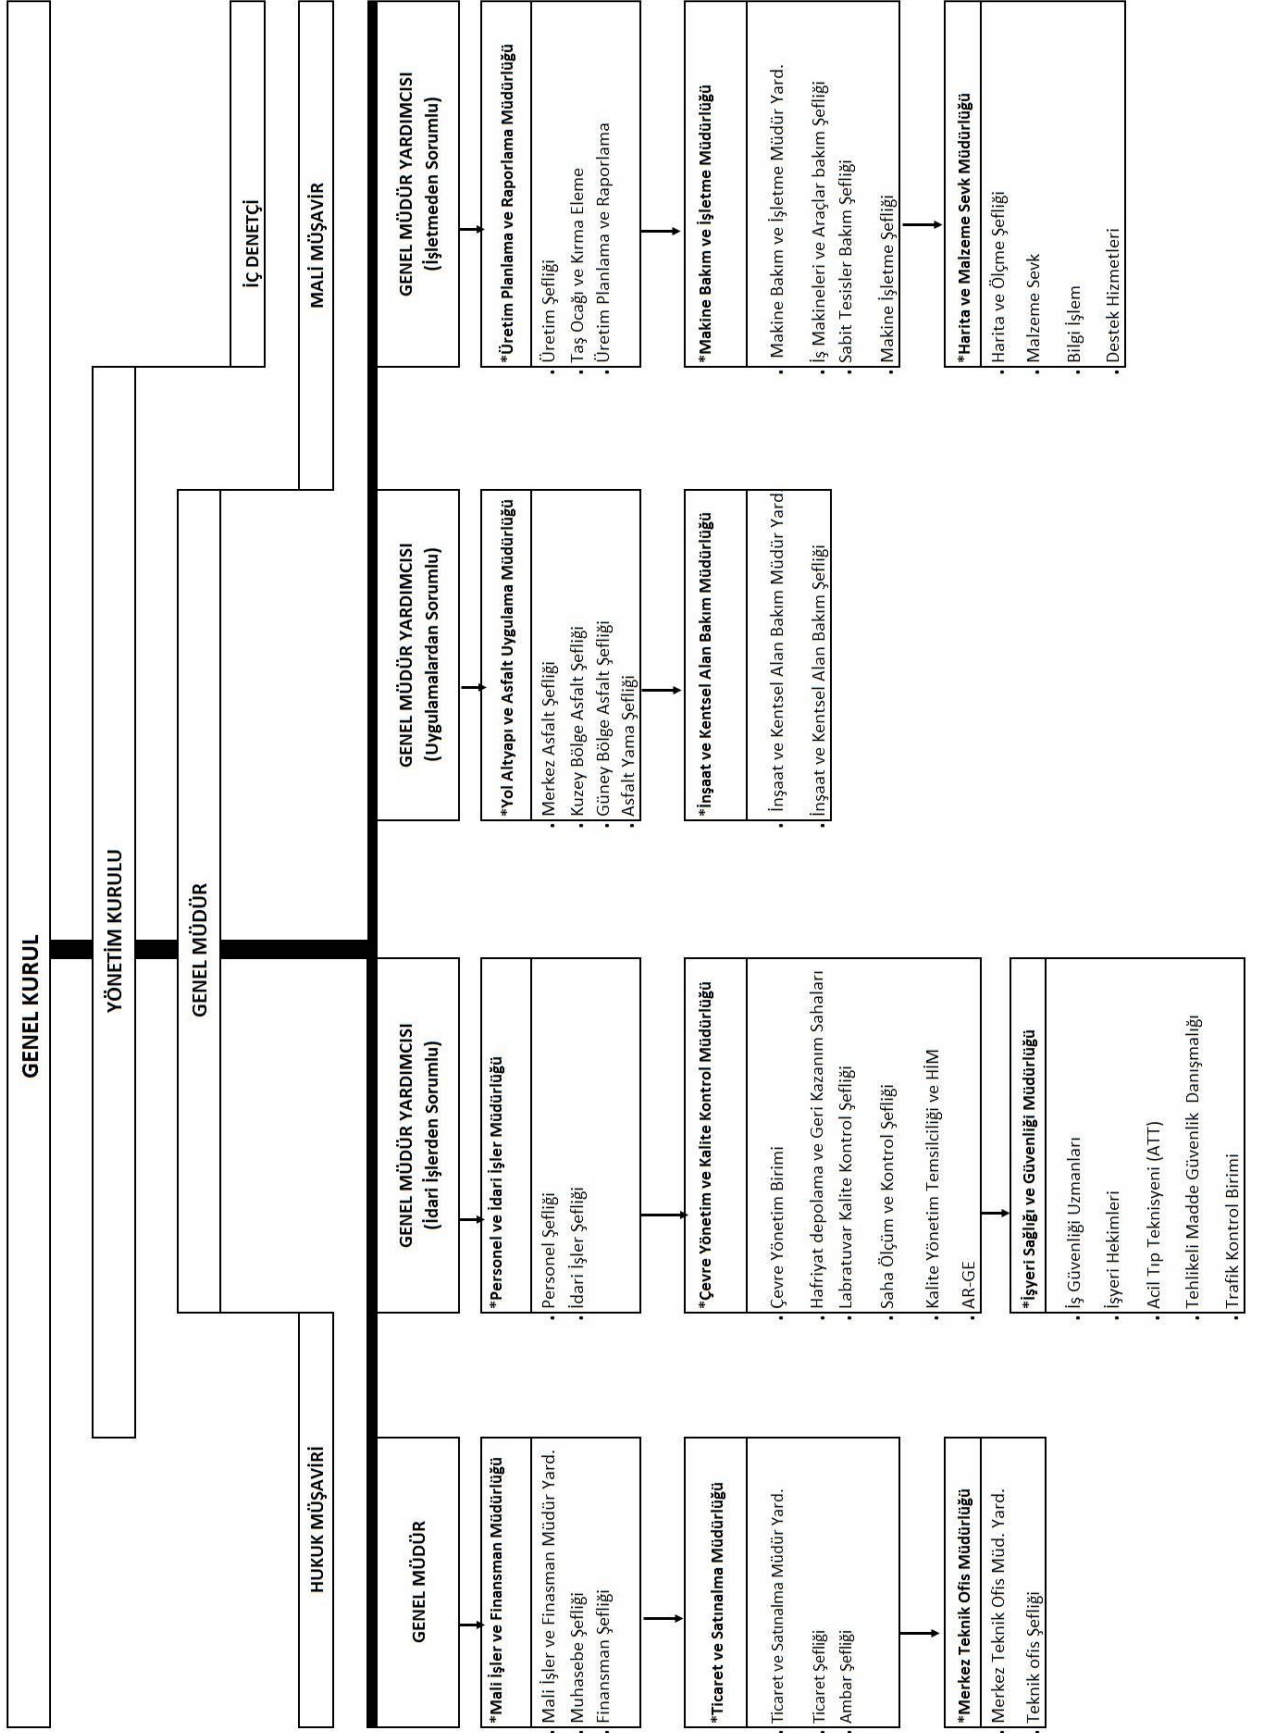 GENEL KURUL
YÖNETİM KURULU
GENEL MÜDÜR
İÇ DENETÇİ
HUKUK MÜŞAVİRİ
MALİ MÜŞAVİR
GENEL MÜDÜR
*Mali İşler ve Finansman Müdürlüğü
. Mali İşler ve Finasman Müdür Yard.
. Muhasebe Şefliği
. Finansman Şefliği
*Ticaret ve Satınalma Müdürlüğü
. Ticaret ve Satınalma Müdür Yard.
. Ticaret Şefliği
. Ambar Şefliği
*Merkez Teknik Ofis Müdürlüğü
. Merkez Teknik Ofis Müd. Yard.
. Teknik ofis Şefliği
GENEL MÜDÜR YARDIMCISI
(İdari İşlerden Sorumlu)
*Personel ve İdari İşler Müdürlüğü
. Personel Şefliği
. İdari İşler Şefliği
*Çevre Yönetim ve Kalite Kontrol Müdürlüğü
. Çevre Yönetim Birimi
. Hafriyat depolama ve Geri Kazanım Sahaları
. Labratuvar Kalite Kontrol Şefliği
. Saha Ölçüm ve Kontrol Şefliği
. Kalite Yönetim Temsilciliği ve HİM
. AR-GE
*İşyeri Sağlığı ve Güvenliği Müdürlüğü
. İş Güvenliği Uzmanları
. İşyeri Hekimleri
. Acil Tıp Teknisyeni (ATT)
. Tehlikeli Madde Güvenlik Danışmalığı
. Trafik Kontrol Birimi
GENEL MÜDÜR YARDIMCISI
(Uygulamalardan Sorumlu)
*Yol Altyapı ve Asfalt Uygulama Müdürlüğü
. Merkez Asfalt Şefliği
. Kuzey Bölge Asfalt Şefliği
. Güney Bölge Asfalt Şefliği
. Asfalt Yama Şefliği
*İnşaat ve Kentsel Alan Bakım Müdürlüğü
. İnşaat ve Kentsel Alan Bakım Müdür Yard.
. İnşaat ve Kentsel Alan Bakım Şefliği
GENEL MÜDÜR YARDIMCISI
(İşletmeden Sorumlu)
*Üretim Planlama ve Raporlama Müdürlüğü
. Üretim Şefliği
. Taş Ocağı ve Kırma Eleme
. Üretim Planlama ve Raporlama
*Makine Bakım ve İşletme Müdürlüğü
. Makine Bakım ve İşletme Müdür Yard.
. İş Makineleri ve Araçlar bakım Şefliği
. Sabit Tesisler Bakım Şefliği
. Makine İşletme Şefliği
*Harita ve Malzeme Sevk Müdürlüğü
. Harita ve Ölçme Şefliği
. Malzeme Sevk
. Bilgi İşlem
. Destek Hizmetleri